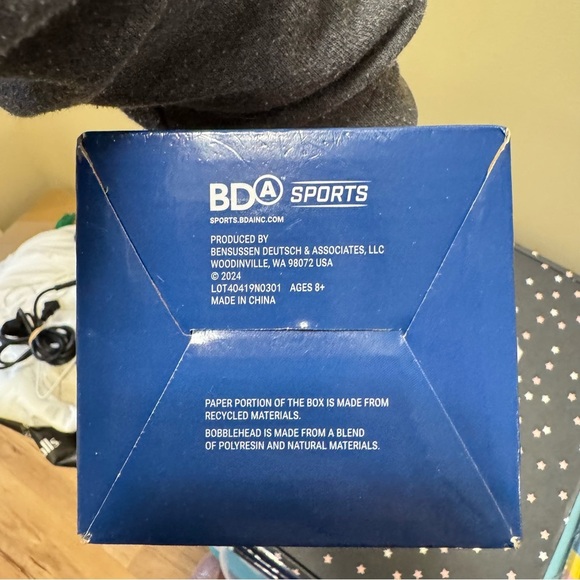 BDA™ SPORTS
SPORTS.BDAINC.COM
PRODUCED BY
BENSUSSEN DEUTSCH & ASSOCIATES, LLC
WOODINVILLE, WA 98072 USA
© 2024
LOT40419N0301 AGES 8+
MADE IN CHINA
PAPER PORTION OF THE BOX IS MADE FROM
RECYCLED MATERIALS.
BOBBLEHEAD IS MADE FROM A BLEND
OF POLYRESIN AND NATURAL MATERIALS.